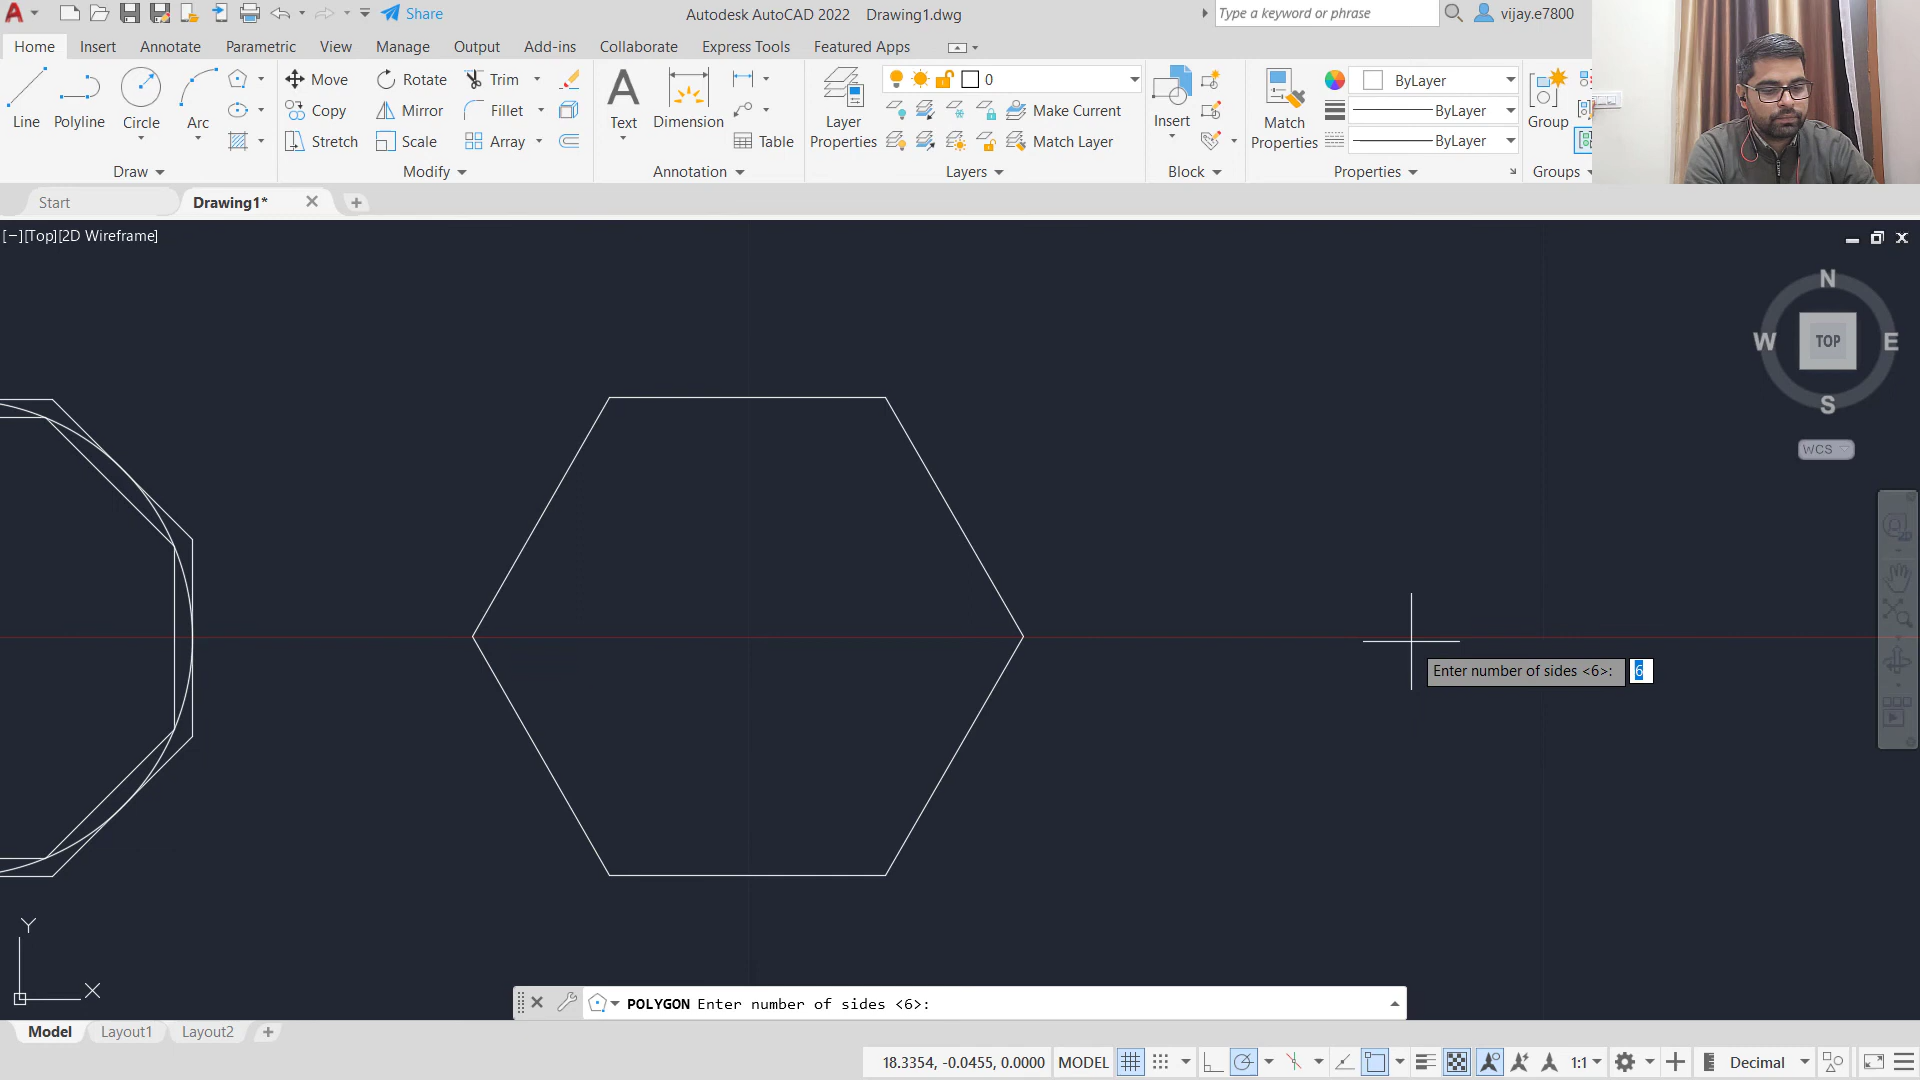 Share
Autodesk AutoCAD 2022 Drawing1.dwg
Type a keyword or phrase
vijay.e7800
Home Insert Annotate Parametric View Manage Output Add-ins Collaborate Express Tools Featured Apps
Line Polyline Circle Arc
Move Rotate Trim
Copy Mirror Fillet
Stretch Scale Array
A
Text Dimension
Table
Layer Properties
0
Make Current
Match Layer
Insert
Match Properties
ByLayer
ByLayer
ByLayer
Group
Draw Modify Annotation Layers Block Properties Groups
Start Drawing1*
[−][Top][2D Wireframe]
N
W TOP E
S
WCS
Enter number of sides <6>: 6
Y
X
POLYGON Enter number of sides <6>:
Model Layout1 Layout2
18.3354, -0.0455, 0.0000 MODEL 1:1 Decimal